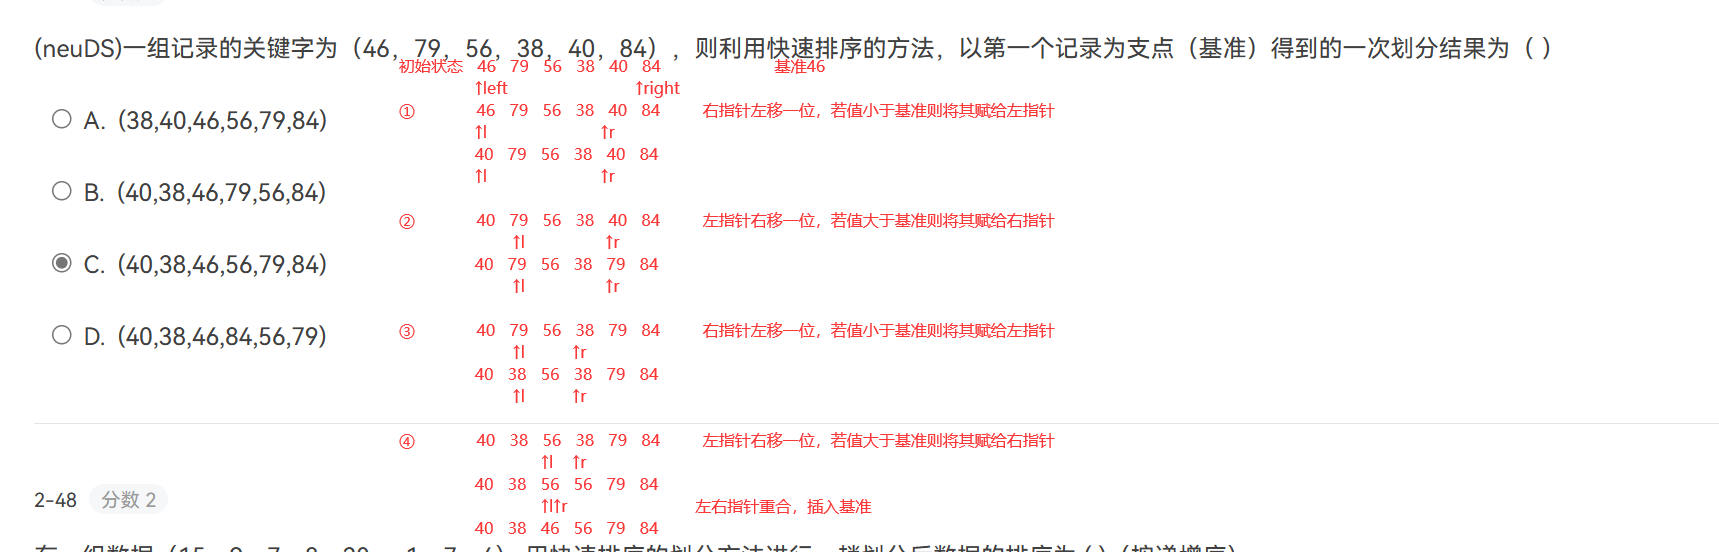 (neuDS)一组记录的关键字为（46，79，56，38，40，84），则利用快速排序的方法，以第一个记录为支点（基准）得到的一次划分结果为（ ）
初始状态 46 79 56 38 40 84 基准46
↑left ↑right
① 46 79 56 38 40 84 右指针左移一位，若值小于基准则将其赋给左指针
A. (38,40,46,56,79,84)
↑l ↑r
40 79 56 38 40 84
↑l ↑r
B. (40,38,46,79,56,84)
② 40 79 56 38 40 84 左指针右移一位，若值大于基准则将其赋给右指针
↑l ↑r
40 79 56 38 79 84
C. (40,38,46,56,79,84)
↑l ↑r
③ 40 79 56 38 79 84 右指针左移一位，若值小于基准则将其赋给左指针
D. (40,38,46,84,56,79)
↑l ↑r
40 38 56 38 79 84
↑l ↑r
④ 40 38 56 38 79 84 左指针右移一位，若值大于基准则将其赋给右指针
↑l ↑r
40 38 56 56 79 84
2-48 分数 2
↑l↑r 左右指针重合，插入基准
40 38 46 56 79 84